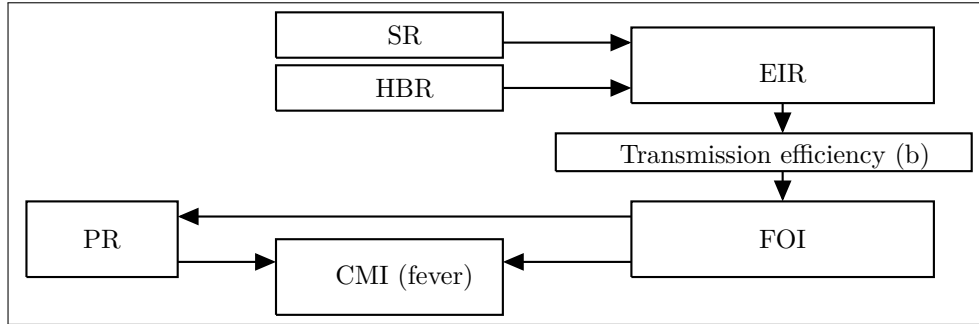 SR
HBR
EIR
Transmission efficiency (b)
PR
FOI
CMI (fever)